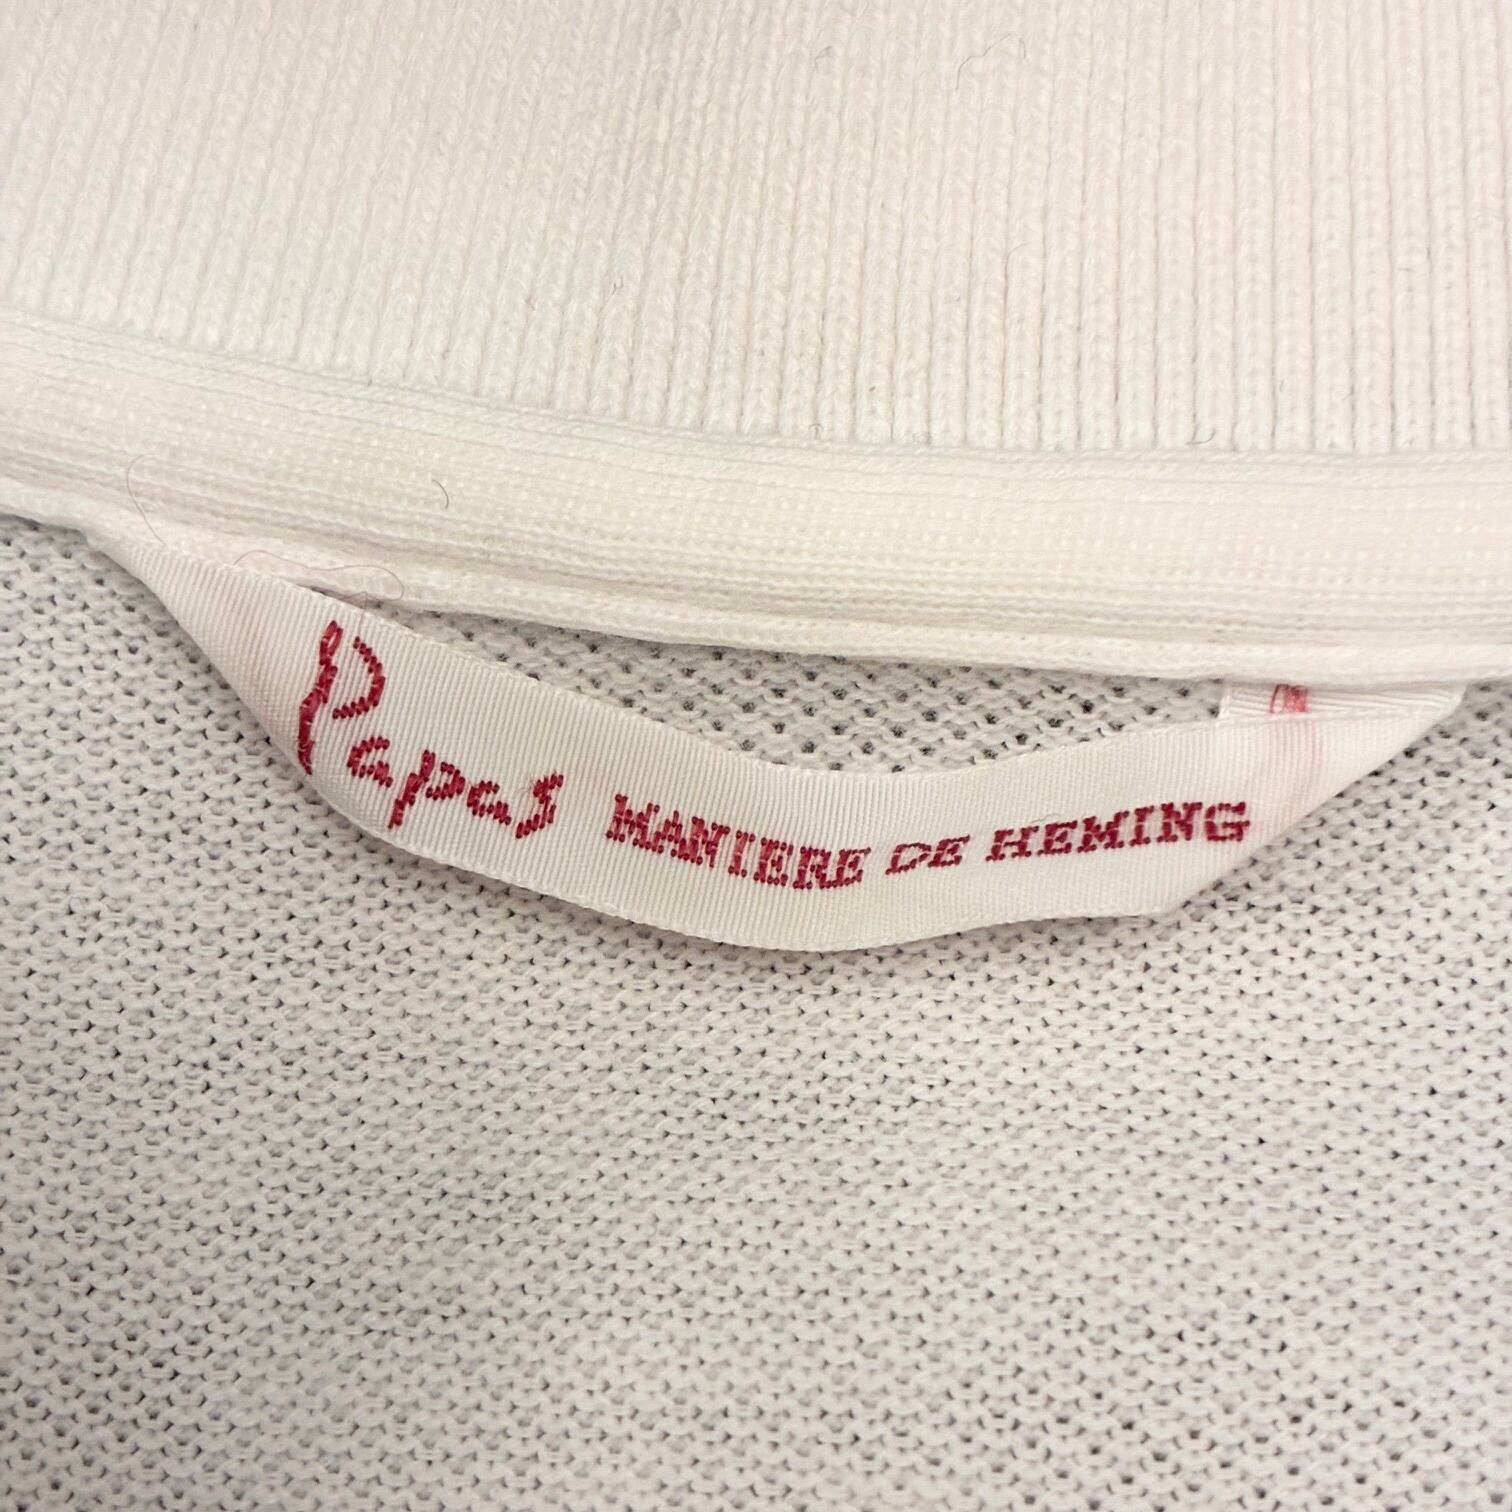 Papas MANIERE DE HEMING